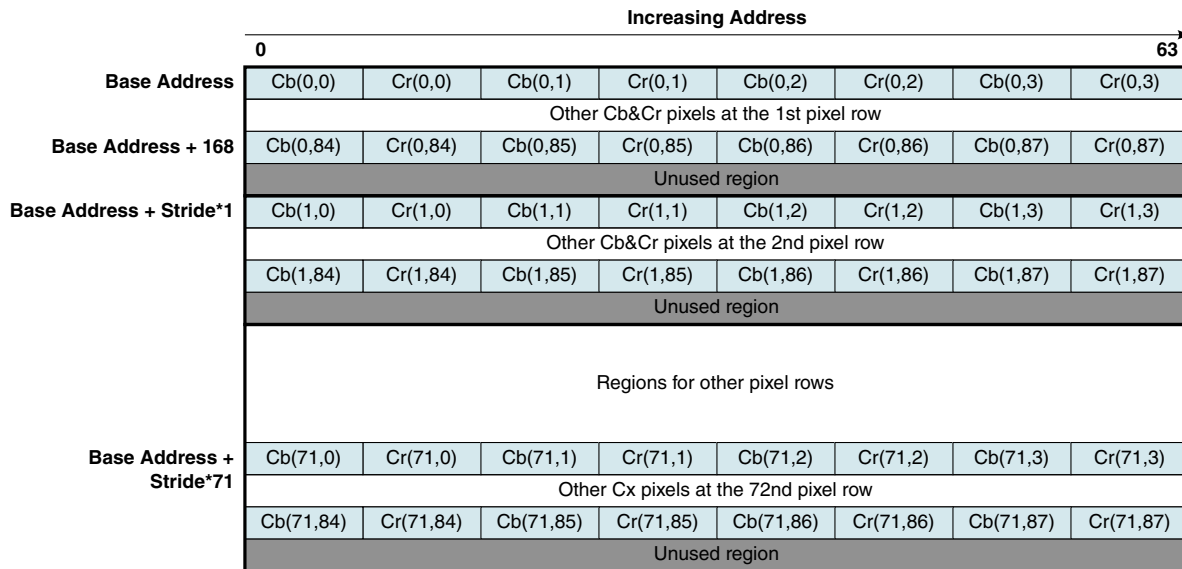 Increasing Address
0 63
Base Address Cb(0,0) Cr(0,0) Cb(0,1) Cr(0,1) Cb(0,2) Cr(0,2) Cb(0,3) Cr(0,3)
Other Cb&Cr pixels at the 1st pixel row
Base Address + 168 Cb(0,84) Cr(0,84) Cb(0,85) Cr(0,85) Cb(0,86) Cr(0,86) Cb(0,87) Cr(0,87)
Unused region
Base Address + Stride*1 Cb(1,0) Cr(1,0) Cb(1,1) Cr(1,1) Cb(1,2) Cr(1,2) Cb(1,3) Cr(1,3)
Other Cb&Cr pixels at the 2nd pixel row
Cb(1,84) Cr(1,84) Cb(1,85) Cr(1,85) Cb(1,86) Cr(1,86) Cb(1,87) Cr(1,87)
Unused region
Regions for other pixel rows
Base Address +
Stride*71
Cb(71,0) Cr(71,0) Cb(71,1) Cr(71,1) Cb(71,2) Cr(71,2) Cb(71,3) Cr(71,3)
Other Cx pixels at the 72nd pixel row
Cb(71,84) Cr(71,84) Cb(71,85) Cr(71,85) Cb(71,86) Cr(71,86) Cb(71,87) Cr(71,87)
Unused region